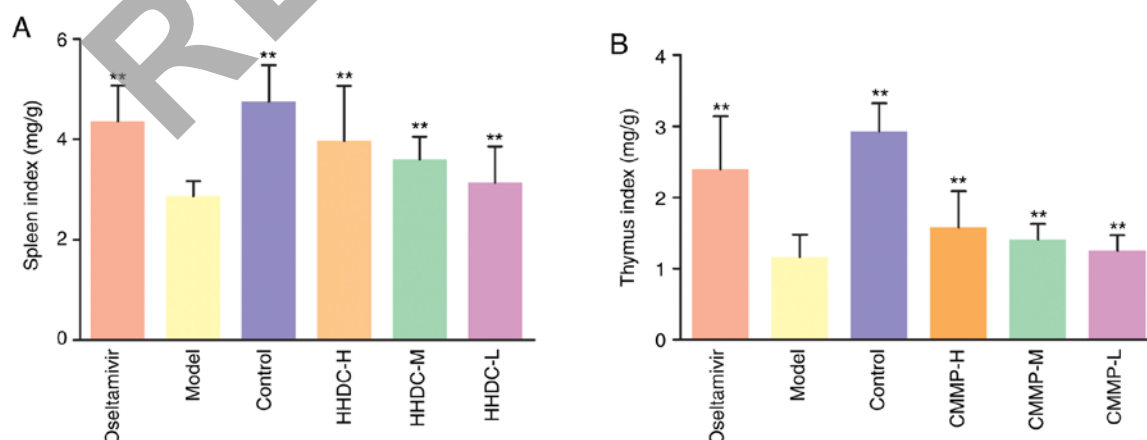 A
Spleen index (mg/g)
6
4
2
0
**
**
**
**
**
Oseltamivir
Model
Control
HHDC-H
HHDC-M
HHDC-L
B
Thymus index (mg/g)
4
3
2
1
0
**
**
**
**
**
Oseltamivir
Model
Control
CMMP-H
CMMP-M
CMMP-L